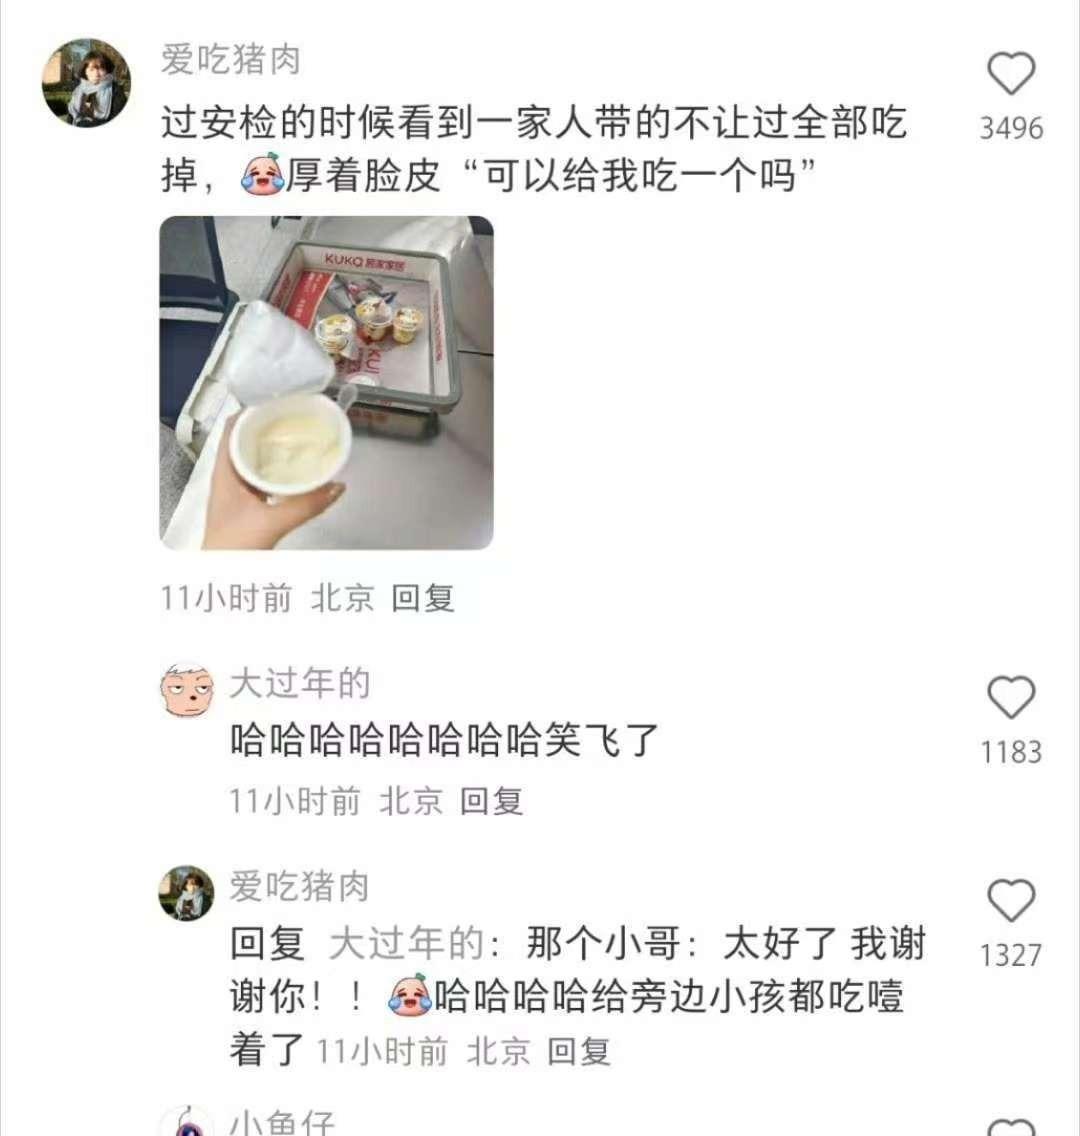 爱吃猪肉
3496
过安检的时候看到一家人带的不让过全部吃
掉，厚着脸皮“可以给我吃一个吗”
KUKA 顾家家居
11小时前 北京 回复
大过年的
哈哈哈哈哈哈哈哈笑飞了
1183
11小时前 北京 回复
爱吃猪肉
回复 大过年的：那个小哥：太好了 我谢
1327
谢你！！哈哈哈哈给旁边小孩都吃噎
着了 11小时前 北京 回复
小鱼仔